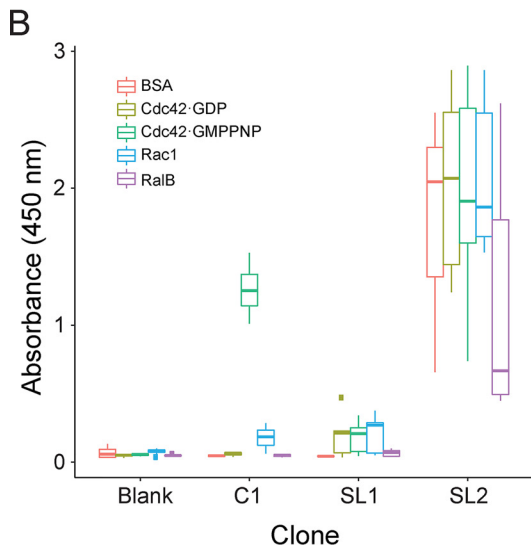 B
3
BSA
Cdc42·GDP
Cdc42·GMPPNP
Rac1
RalB
2
1
0
Absorbance (450 nm)
Blank C1 SL1 SL2
Clone